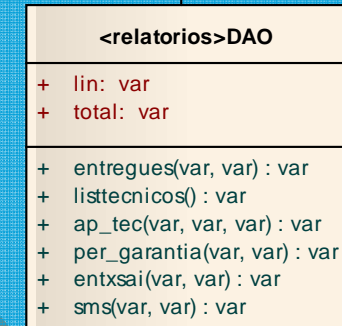 <relatorios>DAO
+ lin: var
+ total: var
+ entregues(var, var) : var
+ listtecnicos() : var
+ ap_tec(var, var, var) : var
+ per_garantia(var, var) : var
+ entxsai(var, var) : var
+ sms(var, var) : var